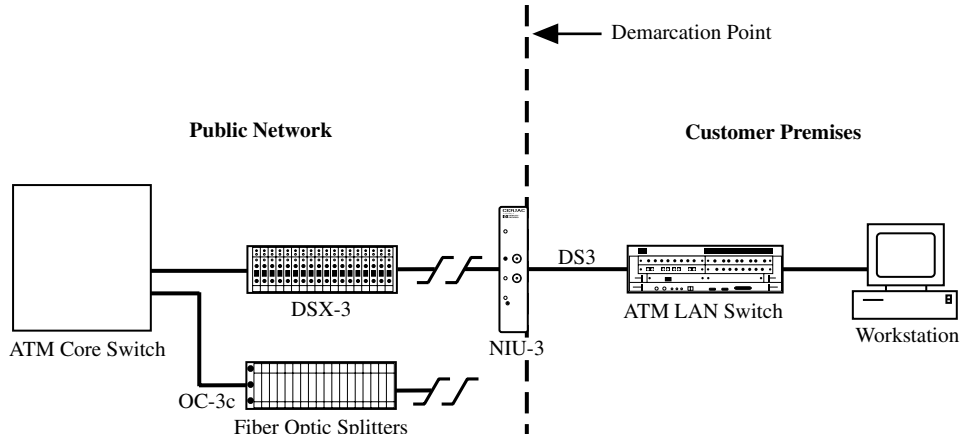 Demarcation Point
Public Network
Customer Premises
CERJAC
DS3
DSX-3
ATM LAN Switch
NIU-3
Workstation
ATM Core Switch
OC-3c
Fiber Optic Splitters